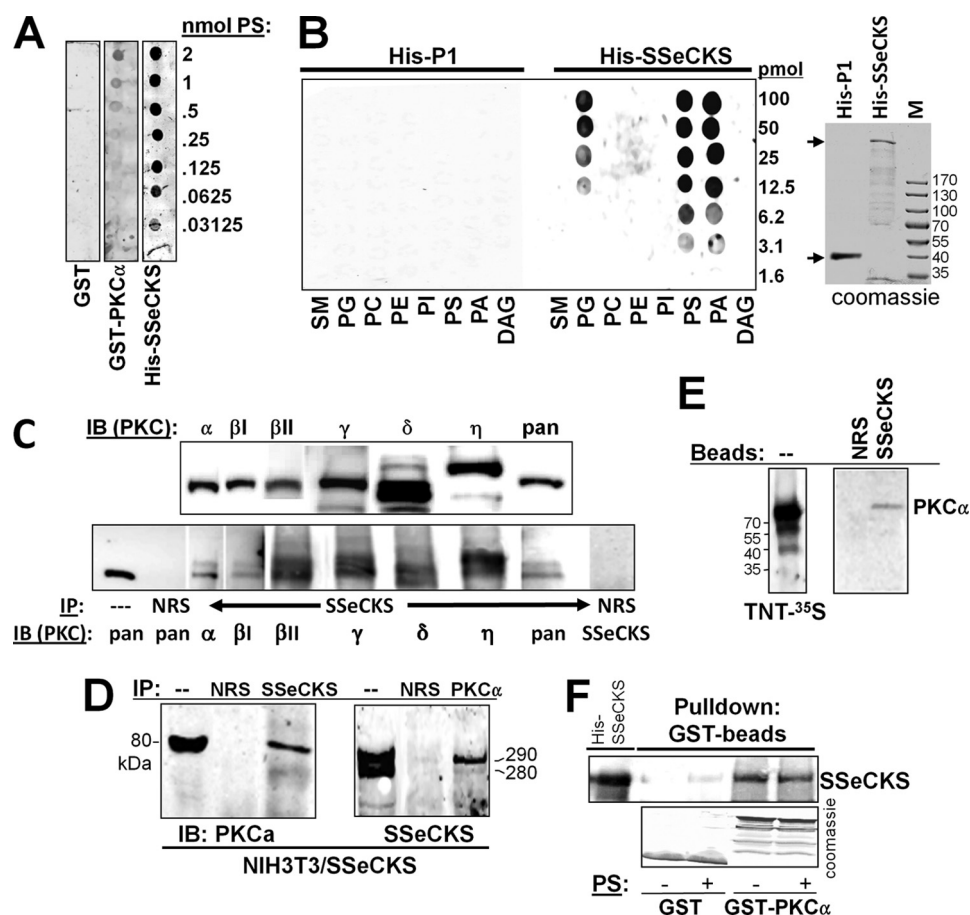 A
nmol PS:
2
1
.5
.25
.125
.0625
.03125
GST
GST-PKCα
His-SSeCKS
B
His-P1 His-SSeCKS pmol
100
50
25
12.5
6.2
3.1
1.6
SM PG PC PE PI PS PA DAG SM PG PC PE PI PS PA DAG
His-P1 His-SSeCKS M
170
130
100
70
55
40
35
coomassie
C
IB (PKC): α βI βII γ δ η pan
IP: --- NRS SSeCKS NRS
IB (PKC): pan pan α βI βII γ δ η pan SSeCKS
D
IP: -- NRS SSeCKS -- NRS PKCα
80-
kDa
290
280
IB: PKCa SSeCKS
NIH3T3/SSeCKS
E
Beads: -- NRS SSeCKS
PKCα
70-
55-
40-
35-
TNT-³⁵S
F
His-SSeCKS
Pulldown:
GST-beads
SSeCKS
coomassie
PS: - + - +
GST GST-PKCα